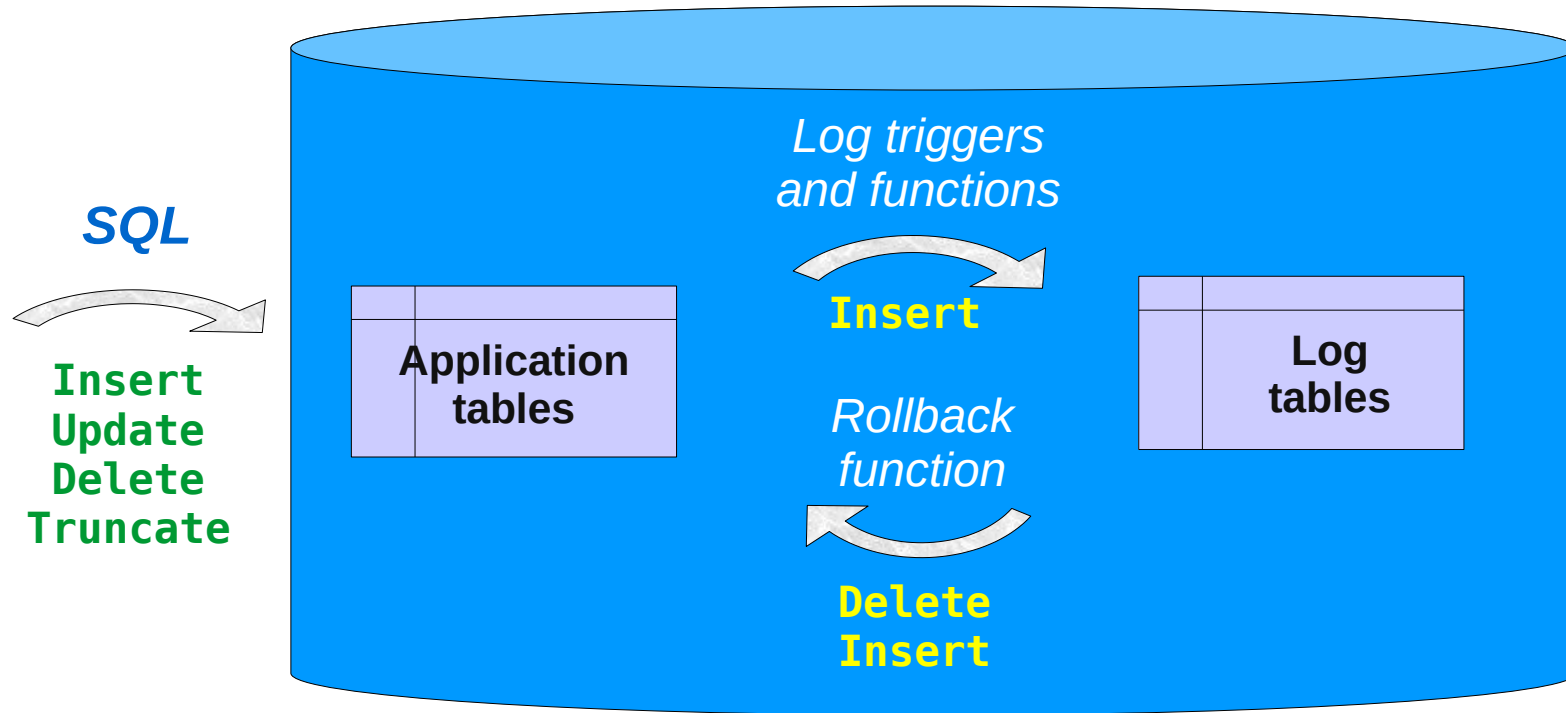 SQL
Insert
Update
Delete
Truncate
Application
tables
Log triggers
and functions
Insert
Rollback
function
Delete
Insert
Log
tables